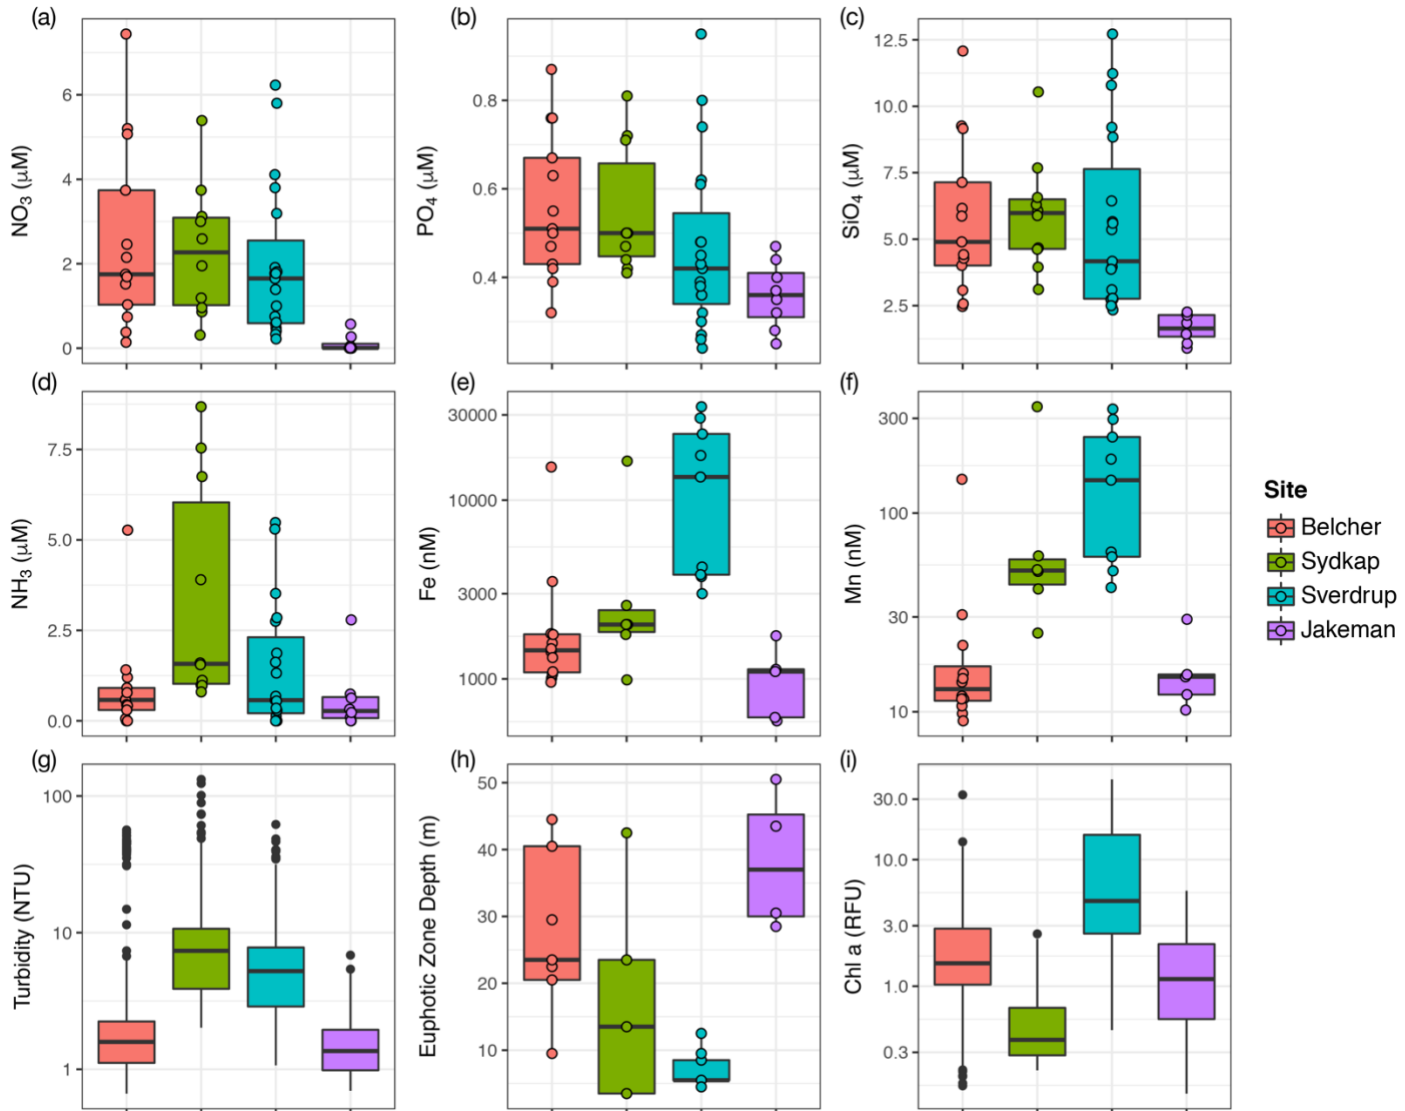 (a)
NO3 (μM)
6
4
2
0
(b)
PO4 (μM)
0.8
0.6
0.4
(c)
SiO4 (μM)
12.5
10.0
7.5
5.0
2.5
(d)
NH3 (μM)
7.5
5.0
2.5
0.0
(e)
Fe (nM)
30000
10000
3000
1000
(f)
Mn (nM)
300
100
30
10
Site
Belcher
Sydkap
Sverdrup
Jakeman
(g)
Turbidity (NTU)
100
10
1
(h)
Euphotic Zone Depth (m)
50
40
30
20
10
(i)
Chl a (RFU)
30.0
10.0
3.0
1.0
0.3